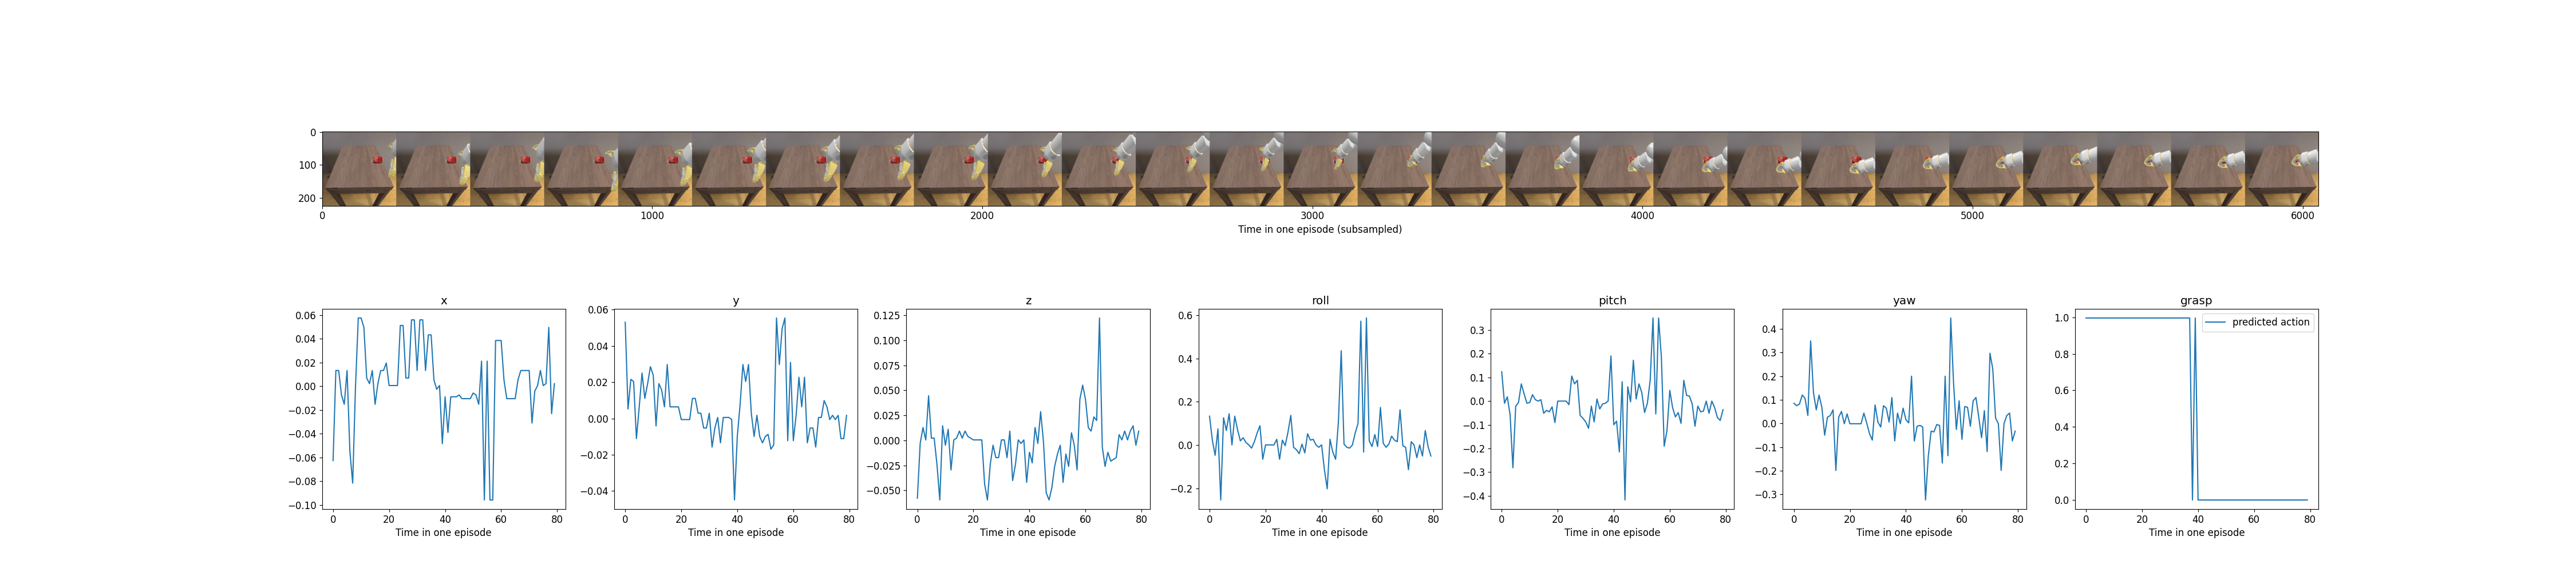 0
100
200
0 1000 2000 3000 4000 5000 6000
Time in one episode (subsampled)
x
0.06
0.04
0.02
0.00
−0.02
−0.04
−0.06
−0.08
−0.10
0 20 40 60 80
Time in one episode
y
0.06
0.04
0.02
0.00
−0.02
−0.04
0 20 40 60 80
Time in one episode
z
0.125
0.100
0.075
0.050
0.025
0.000
−0.025
−0.050
0 20 40 60 80
Time in one episode
roll
0.6
0.4
0.2
0.0
−0.2
0 20 40 60 80
Time in one episode
pitch
0.3
0.2
0.1
0.0
−0.1
−0.2
−0.3
−0.4
0 20 40 60 80
Time in one episode
yaw
0.4
0.3
0.2
0.1
0.0
−0.1
−0.2
−0.3
0 20 40 60 80
Time in one episode
grasp
predicted action
1.0
0.8
0.6
0.4
0.2
0.0
0 20 40 60 80
Time in one episode